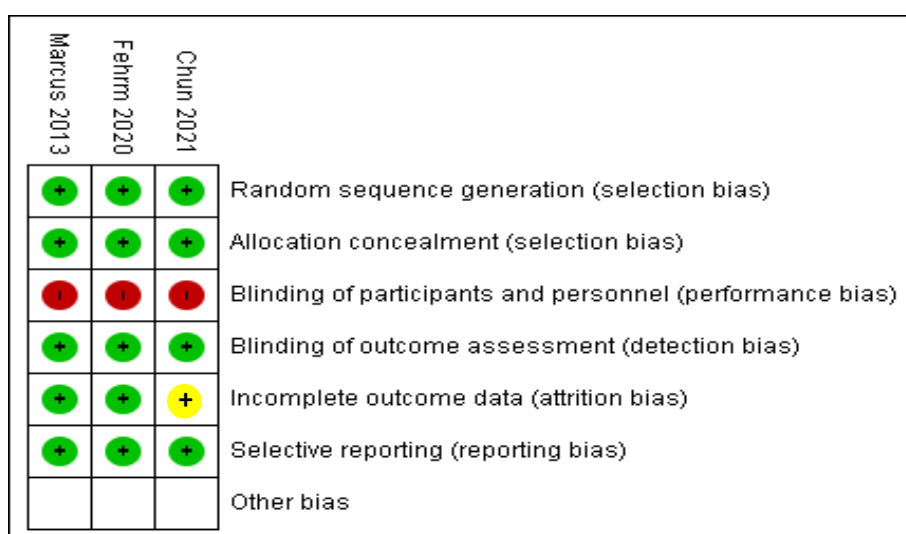 Marcus 2013
Fehrm 2020
Chun 2021
+ + + Random sequence generation (selection bias)
+ + + Allocation concealment (selection bias)
- - - Blinding of participants and personnel (performance bias)
+ + + Blinding of outcome assessment (detection bias)
+ + + Incomplete outcome data (attrition bias)
+ + + Selective reporting (reporting bias)
Other bias